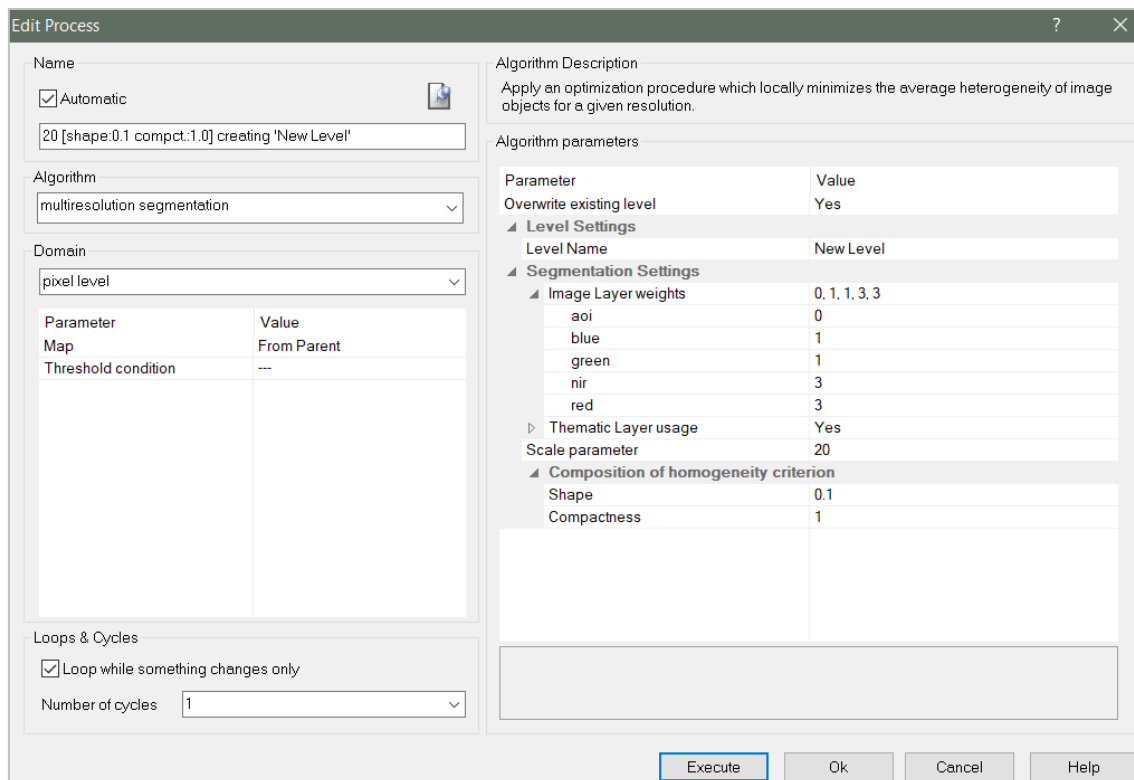 Edit Process
?
Name
Automatic
20 [shape:0.1 compct.:1.0] creating 'New Level'
Algorithm
multiresolution segmentation
Domain
pixel level
Parameter Value
Map From Parent
Threshold condition ---
Loops & Cycles
Loop while something changes only
Number of cycles 1
Algorithm Description
Apply an optimization procedure which locally minimizes the average heterogeneity of image
objects for a given resolution.
Algorithm parameters
Parameter Value
Overwrite existing level Yes
Level Settings
Level Name New Level
Segmentation Settings
Image Layer weights 0, 1, 1, 3, 3
aoi 0
blue 1
green 1
nir 3
red 3
Thematic Layer usage Yes
Scale parameter 20
Composition of homogeneity criterion
Shape 0.1
Compactness 1
Execute Ok Cancel Help